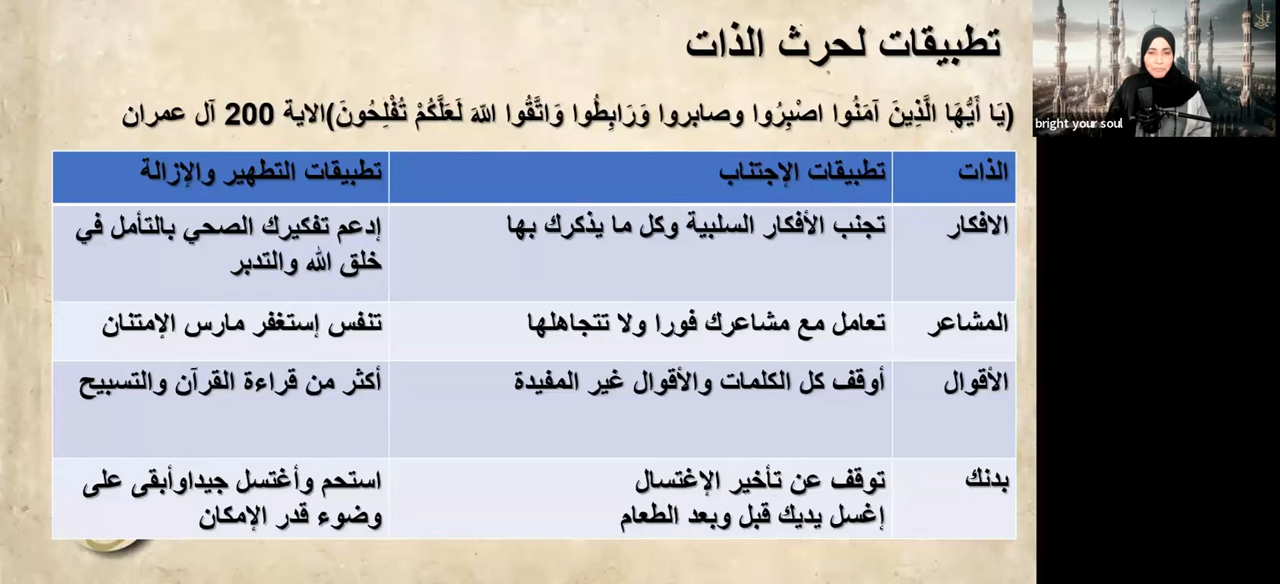 تطبيقات لحرث الذات
(يَا أَيُّهَا الَّذِينَ آمَنُوا اصْبِرُوا وصابروا وَرَابِطُوا وَاتَّقُوا اللَّهَ لَعَلَّكُمْ تُفْلِحُونَ)الاية 200 آل عمران
الذات
تطبيقات الإجتناب
تطبيقات التطهير والإزالة
الافكار
تجنب الأفكار السلبية وكل ما يذكرك بها
إدعم تفكيرك الصحي بالتأمل في
خلق الله والتدبر
المشاعر
تعامل مع مشاعرك فورا ولا تتجاهلها
تنفس إستغفر مارس الإمتنان
الأقوال
أوقف كل الكلمات والأقوال غير المفيدة
أكثر من قراءة القرآن والتسبيح
بدنك
توقف عن تأخير الإغتسال
إغسل يديك قبل وبعد الطعام
استحم وأغتسل جيداوأبقى على
وضوء قدر الإمكان
bright your soul